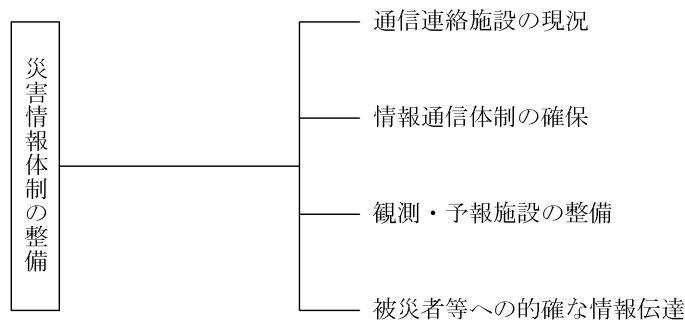 災害情報体制の整備
通信連絡施設の現況
情報通信体制の確保
観測・予報施設の整備
被災者等への的確な情報伝達